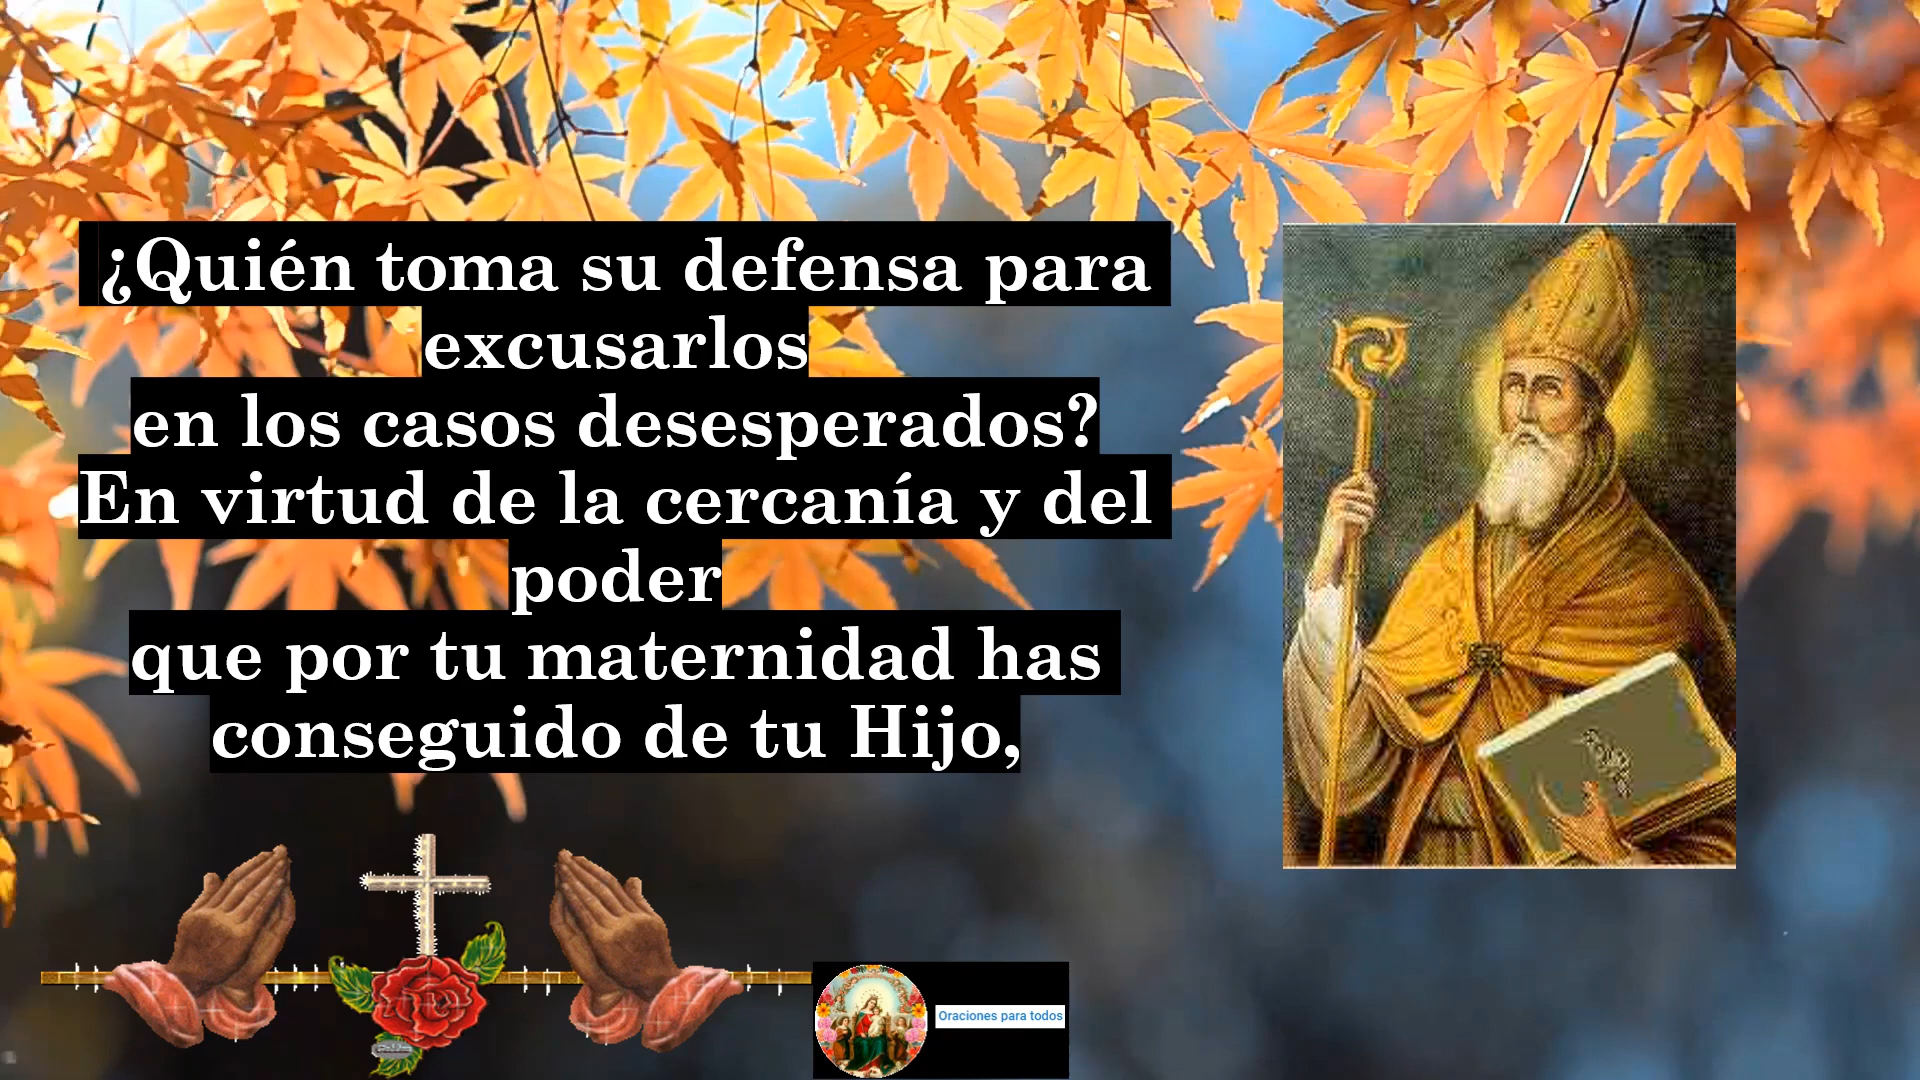 ¿Quién toma su defensa para
excusarlos
en los casos desesperados?
En virtud de la cercanía y del
poder
que por tu maternidad has
conseguido de tu Hijo,
Oraciones para todos